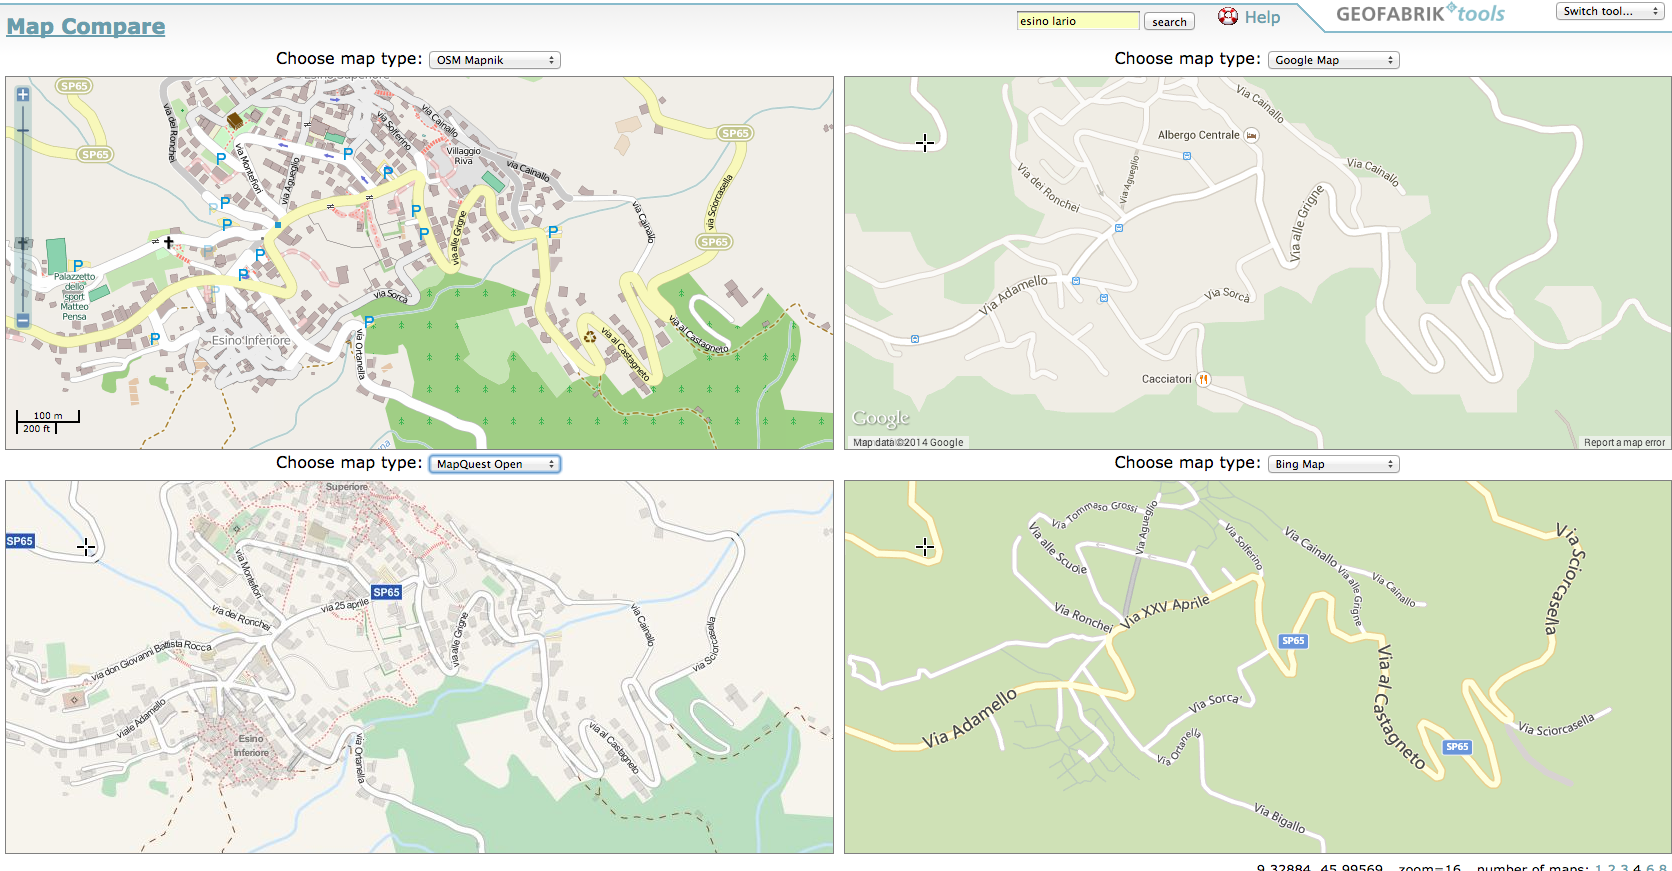 Map Compare
esino lario
search
Help
GEOFABRIK tools
Switch tool...
Choose map type: OSM Mapnik
Choose map type: Google Map
SP65
Esino Superiore
via Cainallo
via Solferino
via dei Ronchei
SP65
SP65
Villaggio
Riva
via Cainallo
via Montefiori
via Agueglio
via Sciorcasella
via Cainallo
via alle Grigne
SP65
Palazzetto
dello
sport
Matteo
Pensa
via Sorca
Esino Inferiore
via Ortanella
via al Castagneto
via al Castagneto
100 m
200 ft
Via Cainallo
Albergo Centrale
Via Cainallo
Via Agueglio
Via dei Ronchei
Via alle Grigne
Via Adamello
Via Sorcà
Cacciatori
Google
Map data ©2014 Google
Report a map error
Choose map type: MapQuest Open
Choose map type: Bing Map
Superiore
SP65
via Montefiori
SP65
via 25 aprile
via dei Ronchei
via Cainallo
via alle Grigne
via Sciorcasella
via don Giovanni Battista Rocca
viale Adamello
Esino
Inferiore
via Ortanella
via al Castagneto
Via Tommaso Grossi
Via Agueglio
Via alle Scuole
Via Solferino
Via Cainallo
Via alle Grigne
Via Cainallo
Via Sciorcasella
Via Ronchei
Via XXV Aprile
SP65
Via al Castagneto
Via Adamello
Via Sorca'
Via Ortanella
Via Sciorcasella
SP65
Via Bigallo
9.32884, 45.99569 zoom=16 number of maps: 1 2 3 4 6 8